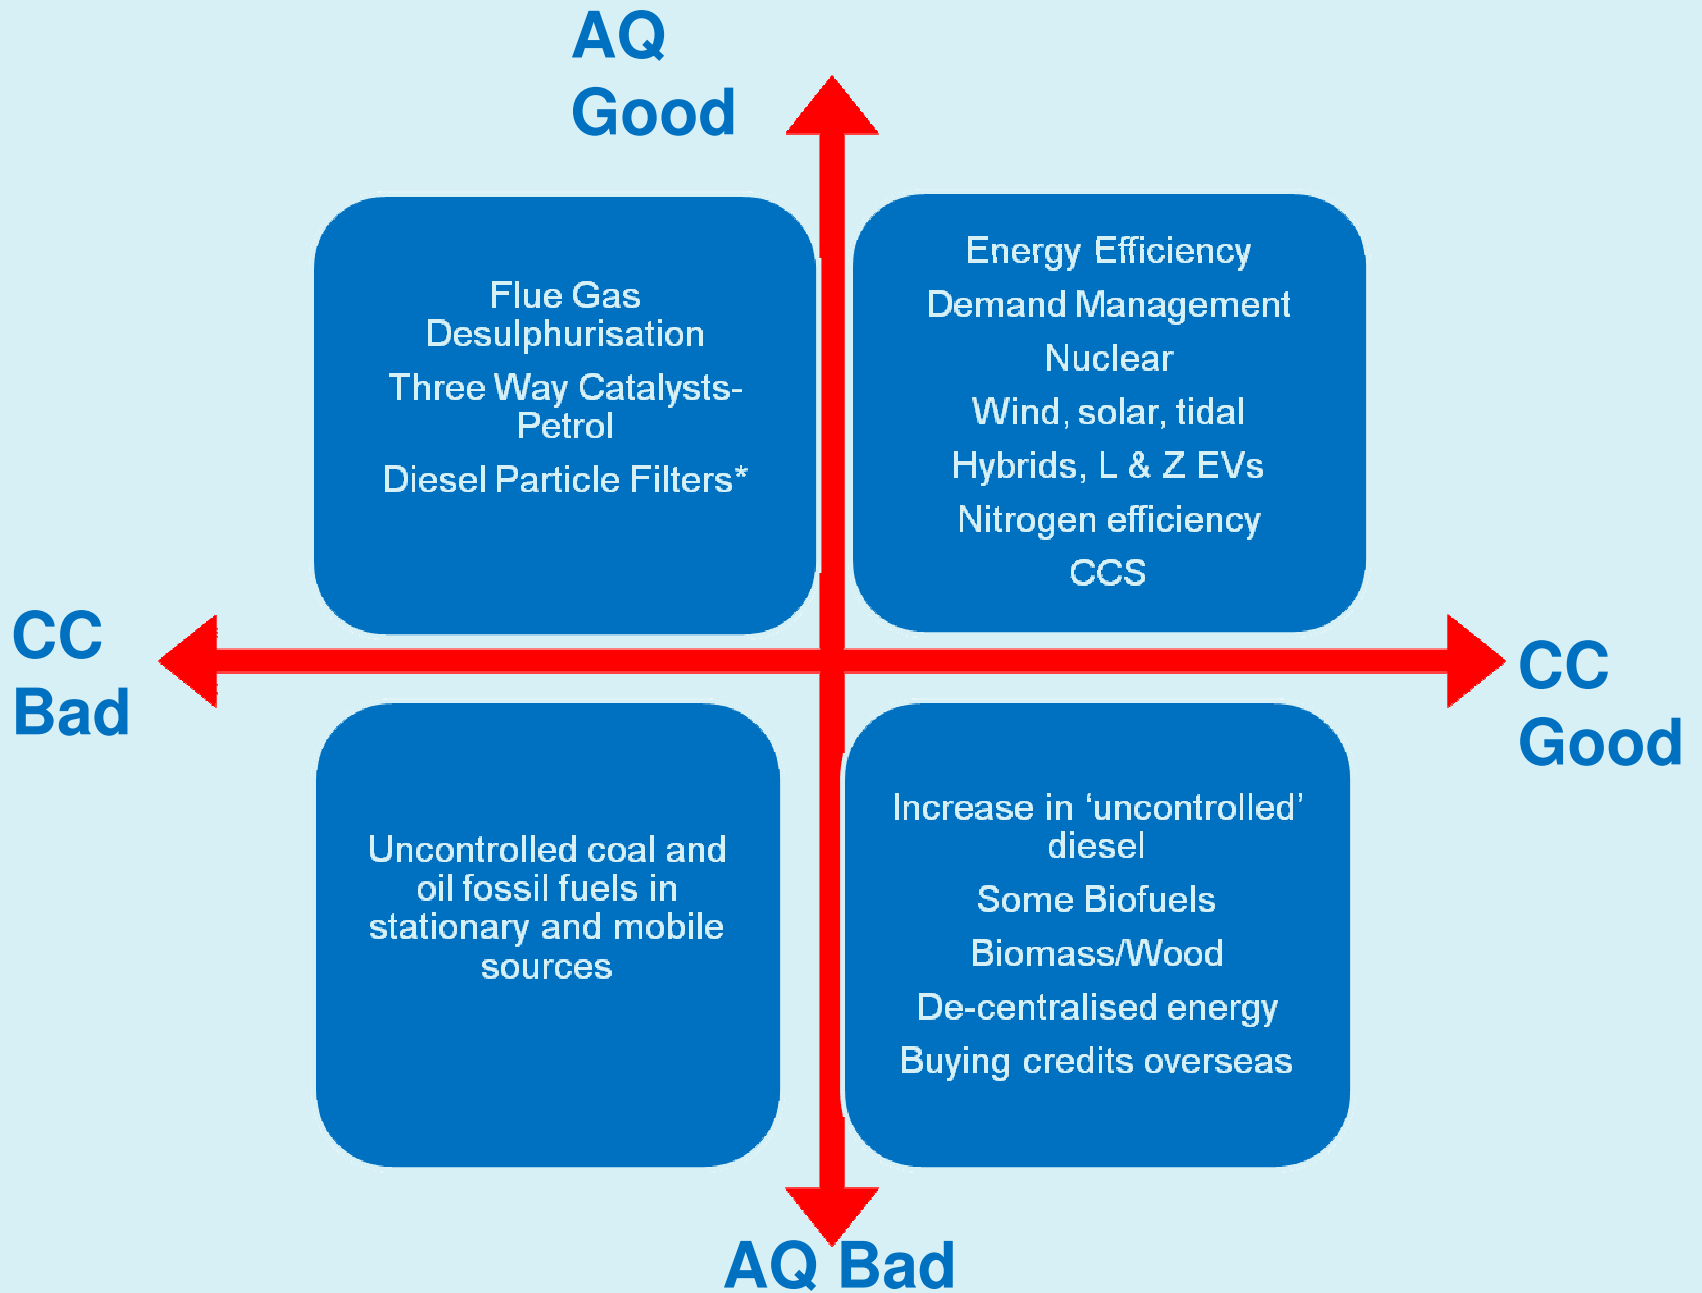 AQ
Good
Flue Gas
Desulphurisation
Three Way Catalysts-
Petrol
Diesel Particle Filters*
Energy Efficiency
Demand Management
Nuclear
Wind, solar, tidal
Hybrids, L & Z EVs
Nitrogen efficiency
CCS
CC
Bad
CC
Good
Uncontrolled coal and
oil fossil fuels in
stationary and mobile
sources
Increase in ‘uncontrolled’
diesel
Some Biofuels
Biomass/Wood
De-centralised energy
Buying credits overseas
AQ Bad